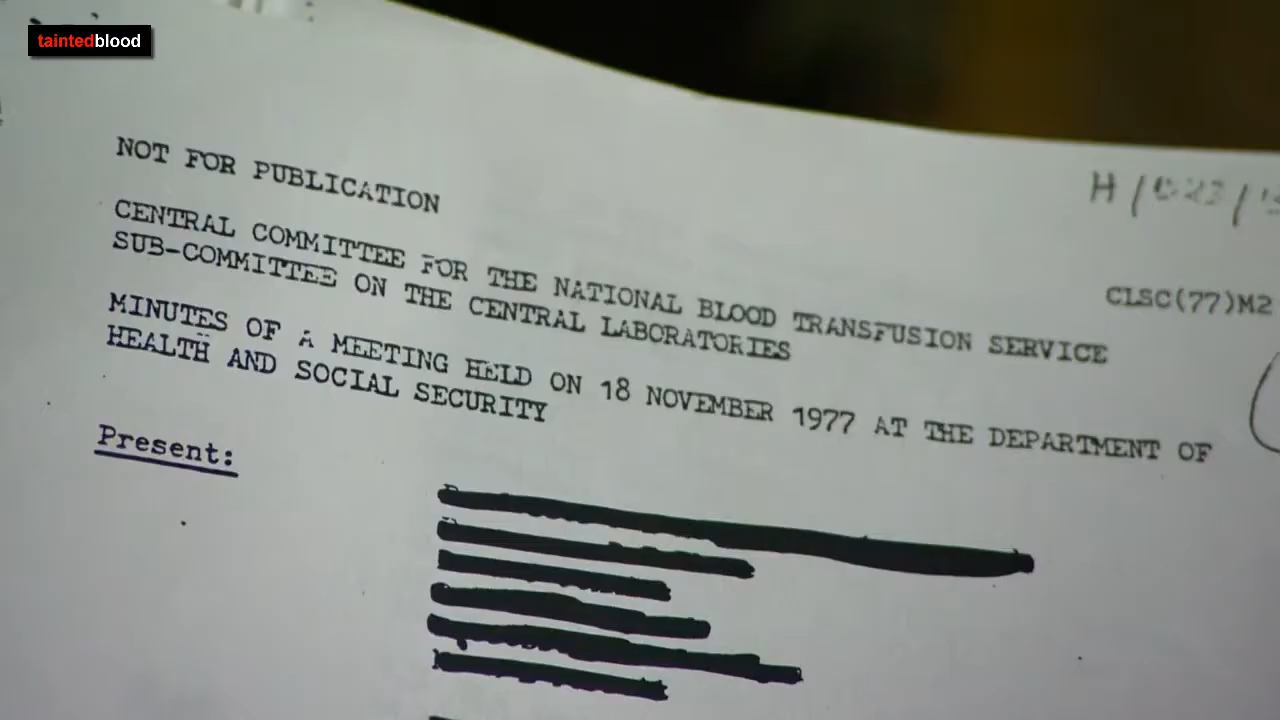 taintedblood
NOT FOR PUBLICATION
CENTRAL COMMITTEE FOR THE NATIONAL BLOOD TRANSFUSION SERVICE
SUB-COMMITTEE ON THE CENTRAL LABORATORIES
CLSC(77)M2
MINUTES OF A MEETING HELD ON 18 NOVEMBER 1977 AT THE DEPARTMENT OF
HEALTH AND SOCIAL SECURITY
Present: